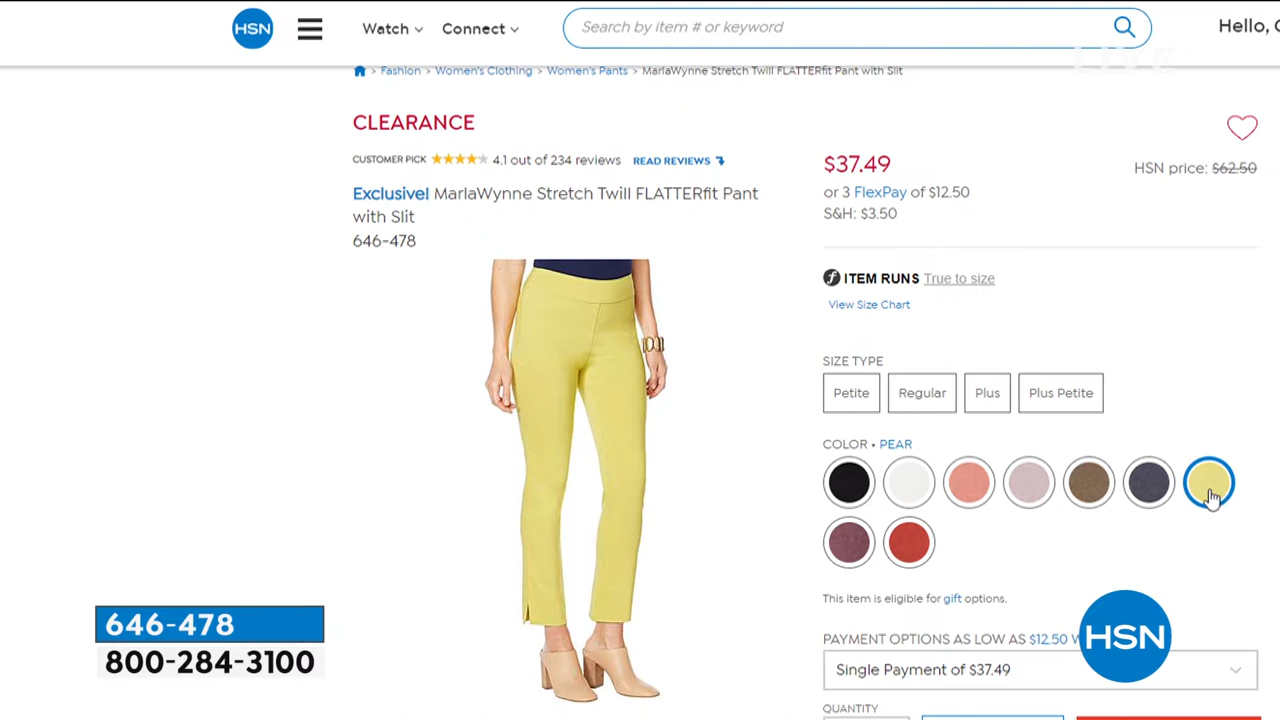 HSN
Watch
Connect
Search by item # or keyword
Hello,
> Fashion > Women's Clothing > Women's Pants > MarlaWynne Stretch Twill FLATTERfit Pant with Slit
CLEARANCE
CUSTOMER PICK 4.1 out of 234 reviews READ REVIEWS
Exclusive! MarlaWynne Stretch Twill FLATTERfit Pant
with Slit
646-478
$37.49
HSN price: $62.50
or 3 FlexPay of $12.50
S&H: $3.50
f ITEM RUNS True to size
View Size Chart
SIZE TYPE
Petite Regular Plus Plus Petite
COLOR • PEAR
This item is eligible for gift options.
PAYMENT OPTIONS AS LOW AS $12.50
Single Payment of $37.49
QUANTITY
646-478
800-284-3100
HSN